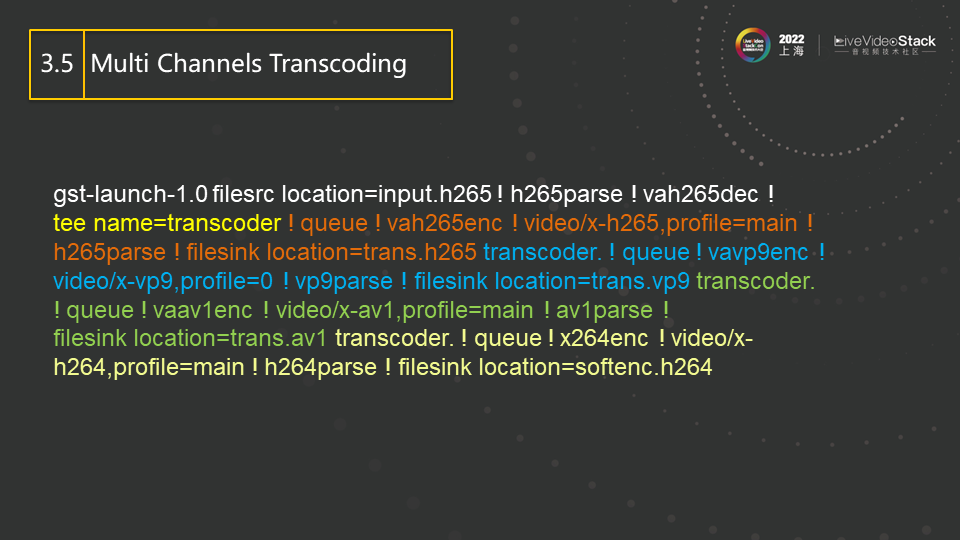 3.5 Multi Channels Transcoding
LiveVideo
StackCon
2022
上海
LiveVideoStack
音视频技术社区
gst-launch-1.0 filesrc location=input.h265 ! h265parse ! vah265dec !
tee name=transcoder ! queue ! vah265enc ! video/x-h265,profile=main !
h265parse ! filesink location=trans.h265 transcoder. ! queue ! vavp9enc !
video/x-vp9,profile=0 ! vp9parse ! filesink location=trans.vp9 transcoder.
! queue ! vaav1enc ! video/x-av1,profile=main ! av1parse !
filesink location=trans.av1 transcoder. ! queue ! x264enc ! video/x-
h264,profile=main ! h264parse ! filesink location=softenc.h264